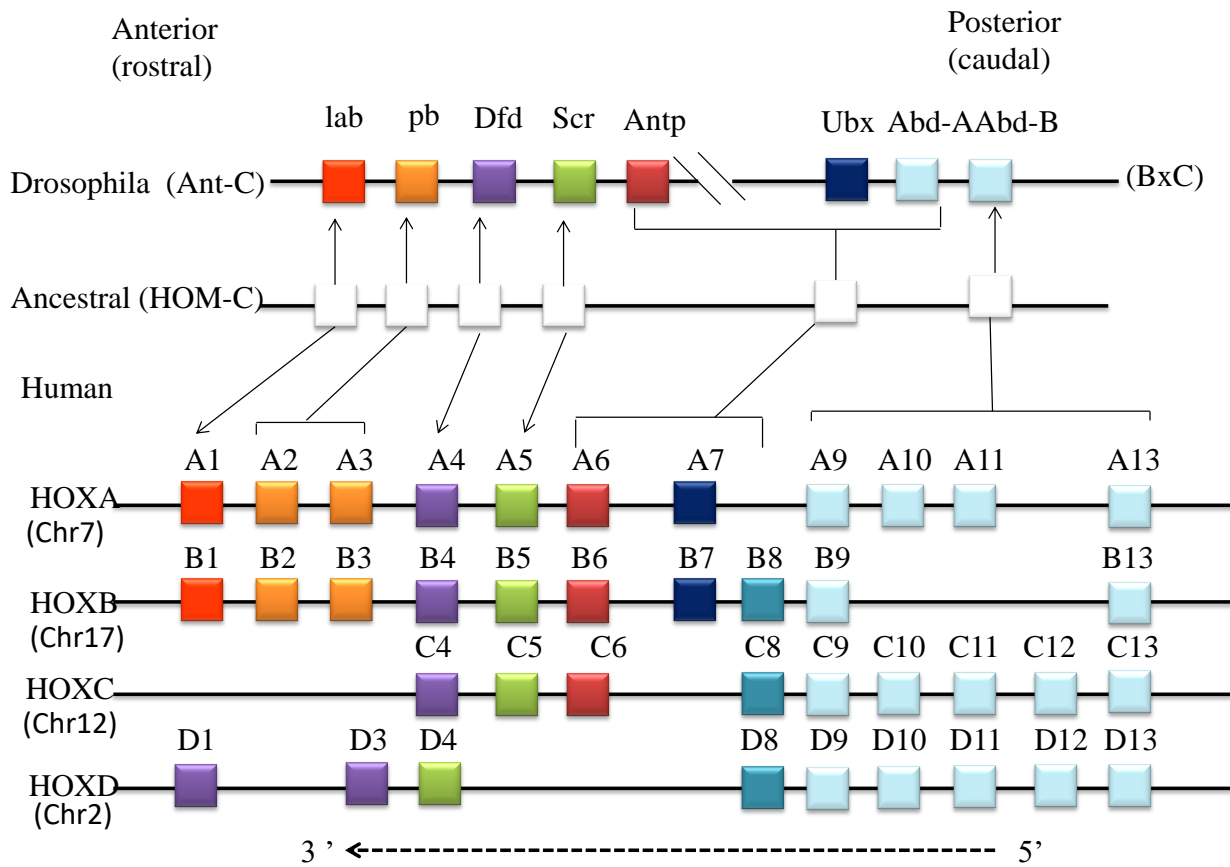 Anterior
(rostral)
Posterior
(caudal)
lab pb Dfd Scr Antp Ubx Abd-AAbd-B
Drosophila (Ant-C) (BxC)
Ancestral (HOM-C)
Human
A1 A2 A3 A4 A5 A6 A7 A9 A10 A11 A13
HOXA
(Chr7)
B1 B2 B3 B4 B5 B6 B7 B8 B9 B13
HOXB
(Chr17)
C4 C5 C6 C8 C9 C10 C11 C12 C13
HOXC
(Chr12)
D1 D3 D4 D8 D9 D10 D11 D12 D13
HOXD
(Chr2)
3 ’ 5’